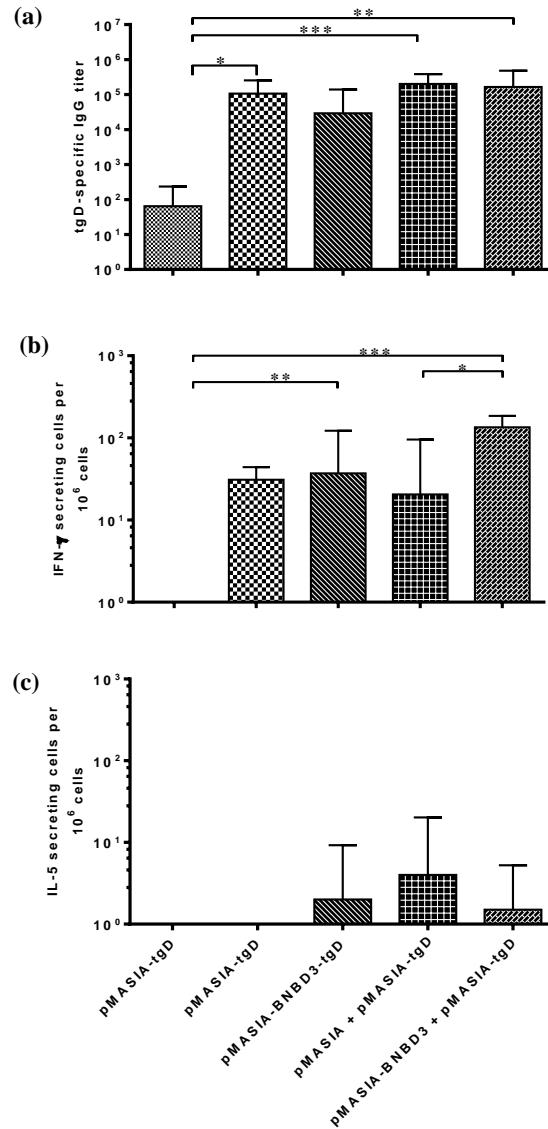 (a)
tgD-specific IgG titer
10⁷
10⁶
10⁵
10⁴
10³
10²
10¹
10⁰
*
***
**
(b)
IFN-γ secreting cells per
10⁶ cells
10³
10²
10¹
10⁰
**
***
*
(c)
IL-5 secreting cells per
10⁶ cells
10³
10²
10¹
10⁰
pMASIA-tgD
pMASIA-tgD
pMASIA-BNBD3-tgD
pMASIA + pMASIA-tgD
pMASIA-BNBD3 + pMASIA-tgD